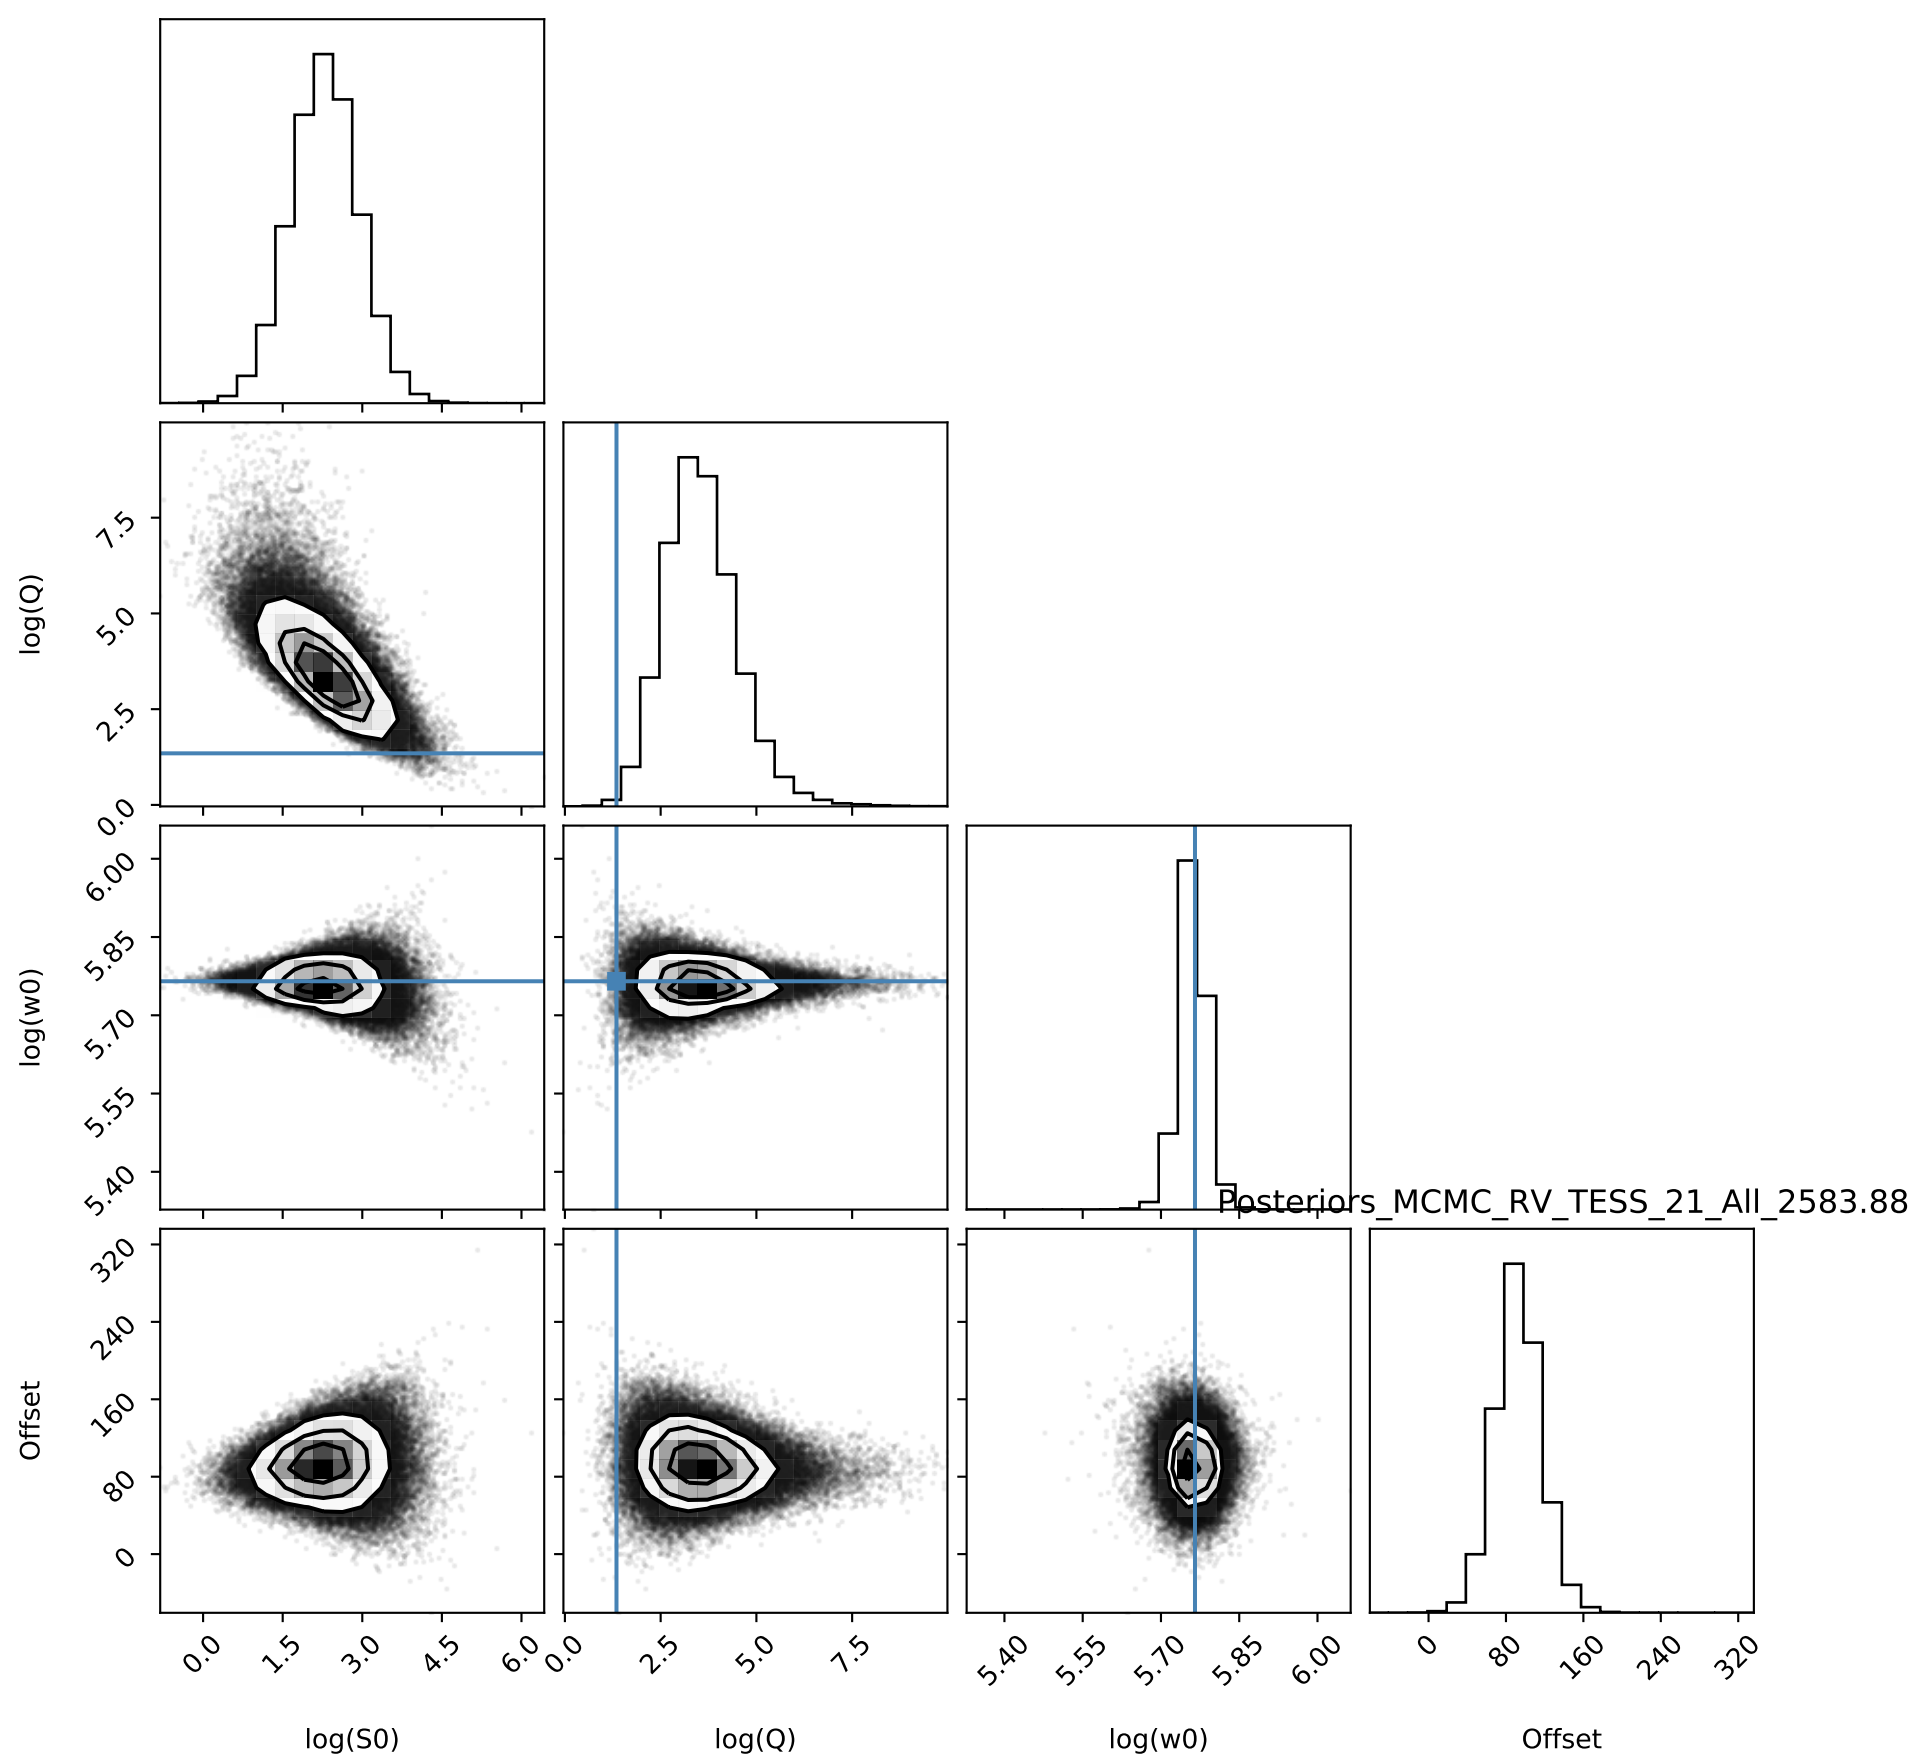 log(Q)
7.5
5.0
2.5
0.0
log(w0)
6.00
5.85
5.70
5.55
5.40
Posteriors_MCMC_RV_TESS_21_All_2583.88
Offset
320
240
160
80
0
0.0 1.5 3.0 4.5 6.0 0.0 2.5 5.0 7.5 5.40 5.55 5.70 5.85 6.00 0 80 160 240 320
log(S0) log(Q) log(w0) Offset